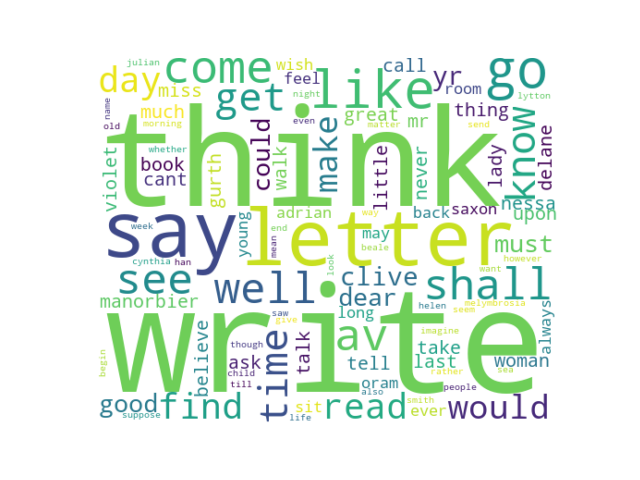 julian
come
wish
call
yr
go
night
lytton
day
miss
get
like
feel
room
name
old
morning
much
even
great
mr
thing
matter
send
think
whether
book
cant
violet
gurth
could
walk
make
little
never
lady
know
delane
say
letter
adrian
way
back
saxon
nessa
upon
week
young
end
mean
may
beale
must
cynthia
han
look
want
however
see
well
clive
shall
dear
manorbier
long
helen
melymbrosia
seem
always
write
saw
give
av
imagine
begin
believe
though
ask
child
till
time
talk
tell
take
last
rather
sea
woman
oram
also
people
good
find
suppose
sit
life
read
ever
smith
would